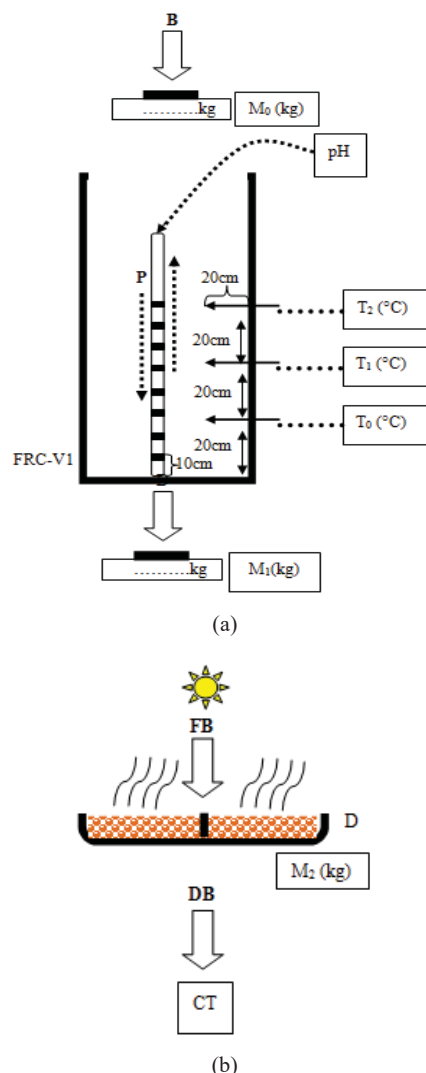 B
kg M₀ (kg)
pH
P
20cm
T₂ (°C)
20cm
T₁ (°C)
20cm
T₀ (°C)
20cm
FRC-V1
10cm
kg M₁(kg)
(a)
FB
D
M₂ (kg)
DB
CT
(b)